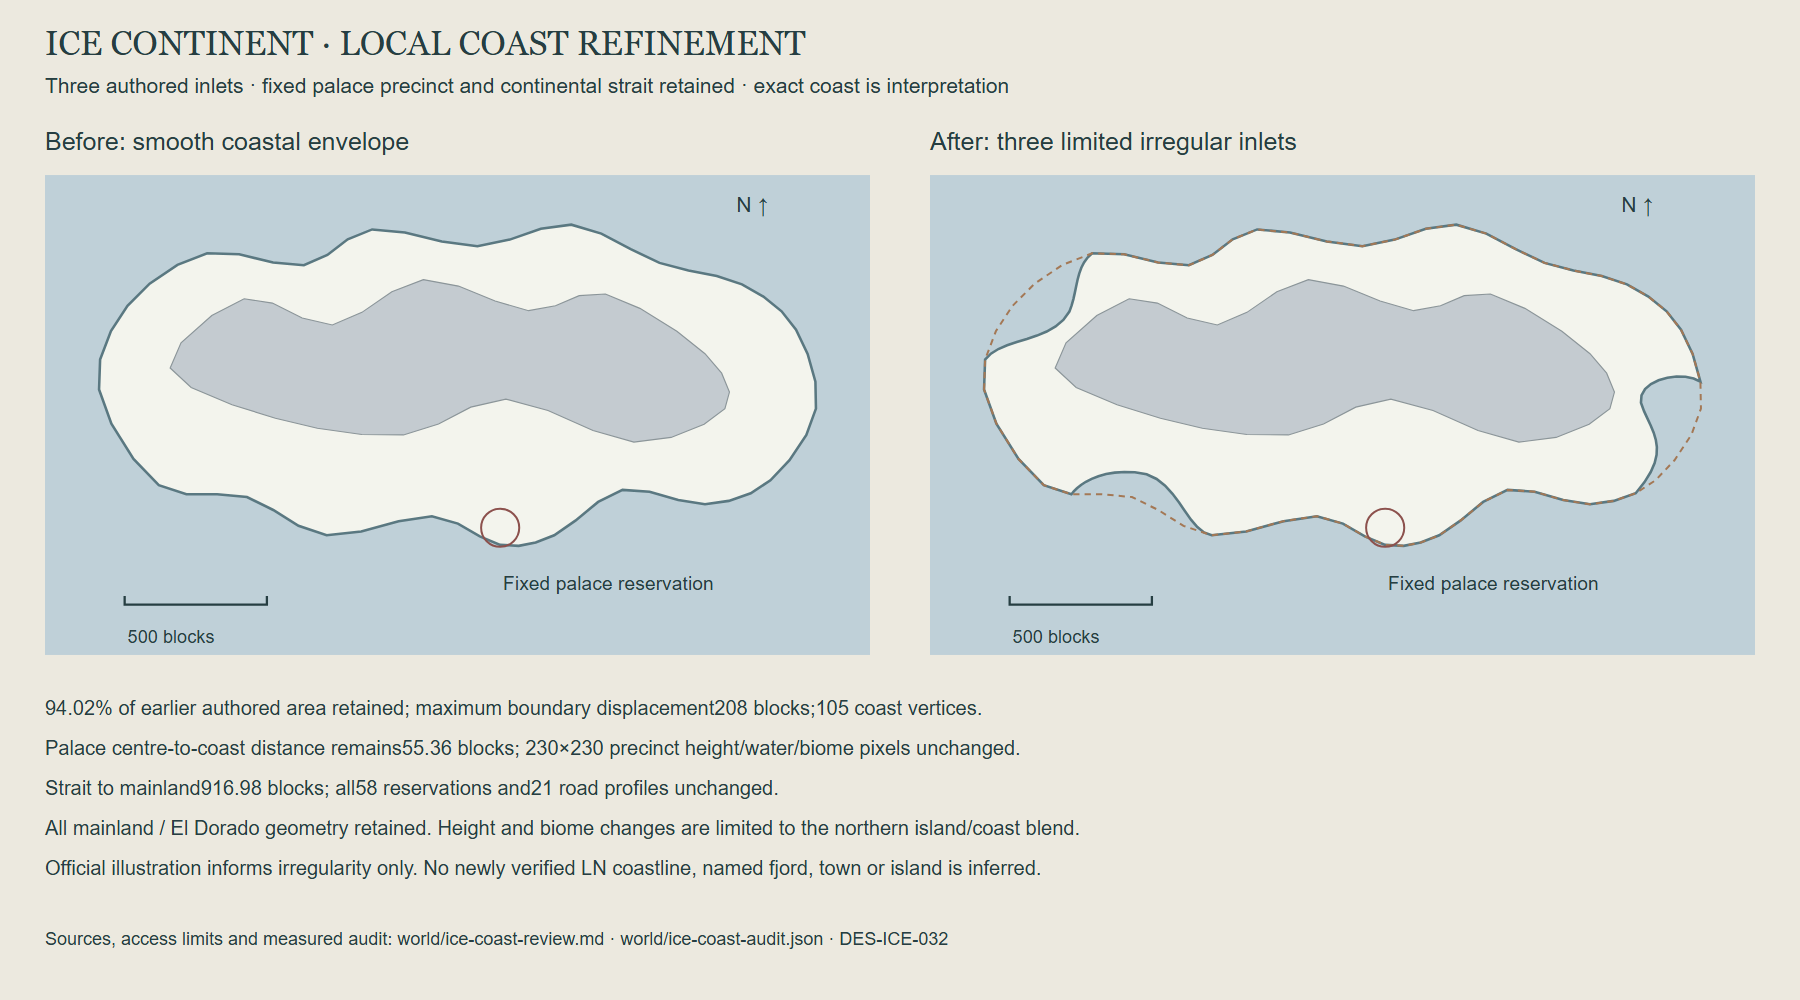 ICE CONTINENT · LOCAL COAST REFINEMENT
Three authored inlets · fixed palace precinct and continental strait retained · exact coast is interpretation
Before: smooth coastal envelope
N ↑
Fixed palace reservation
500 blocks
After: three limited irregular inlets
N ↑
Fixed palace reservation
500 blocks
94.02% of earlier authored area retained; maximum boundary displacement208 blocks;105 coast vertices.
Palace centre-to-coast distance remains55.36 blocks; 230×230 precinct height/water/biome pixels unchanged.
Strait to mainland916.98 blocks; all58 reservations and21 road profiles unchanged.
All mainland / El Dorado geometry retained. Height and biome changes are limited to the northern island/coast blend.
Official illustration informs irregularity only. No newly verified LN coastline, named fjord, town or island is inferred.
Sources, access limits and measured audit: world/ice-coast-review.md · world/ice-coast-audit.json · DES-ICE-032